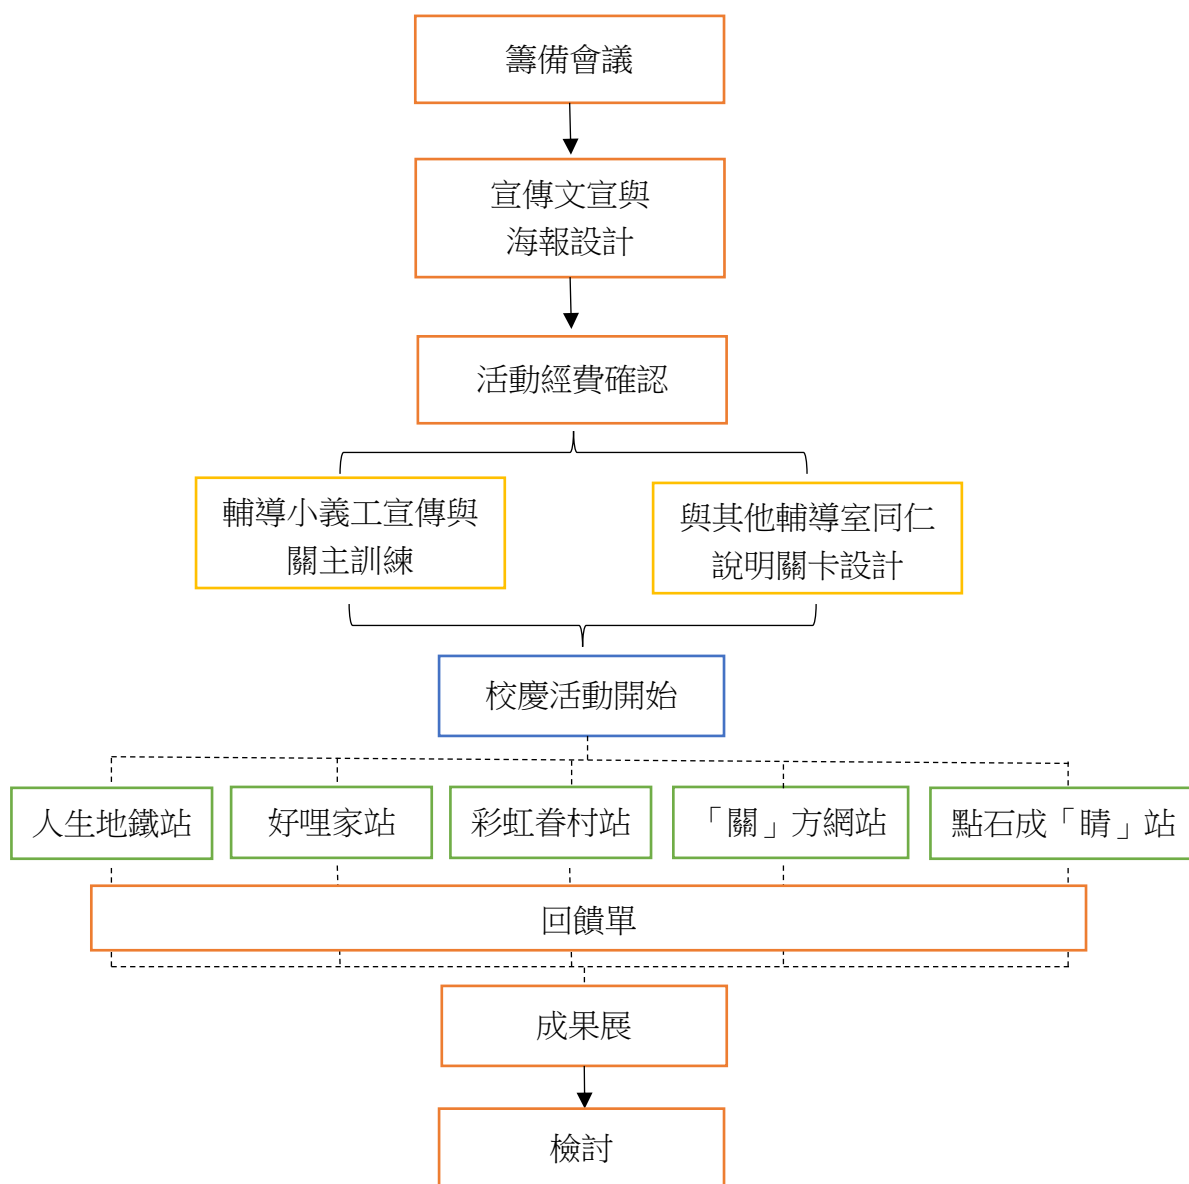 籌備會議
宣傳文宣與
海報設計
活動經費確認
輔導小義工宣傳與
關主訓練
與其他輔導室同仁
說明關卡設計
校慶活動開始
人生地鐵站
好哩家站
彩虹眷村站
「關」方網站
點石成「睛」站
回饋單
成果展
檢討